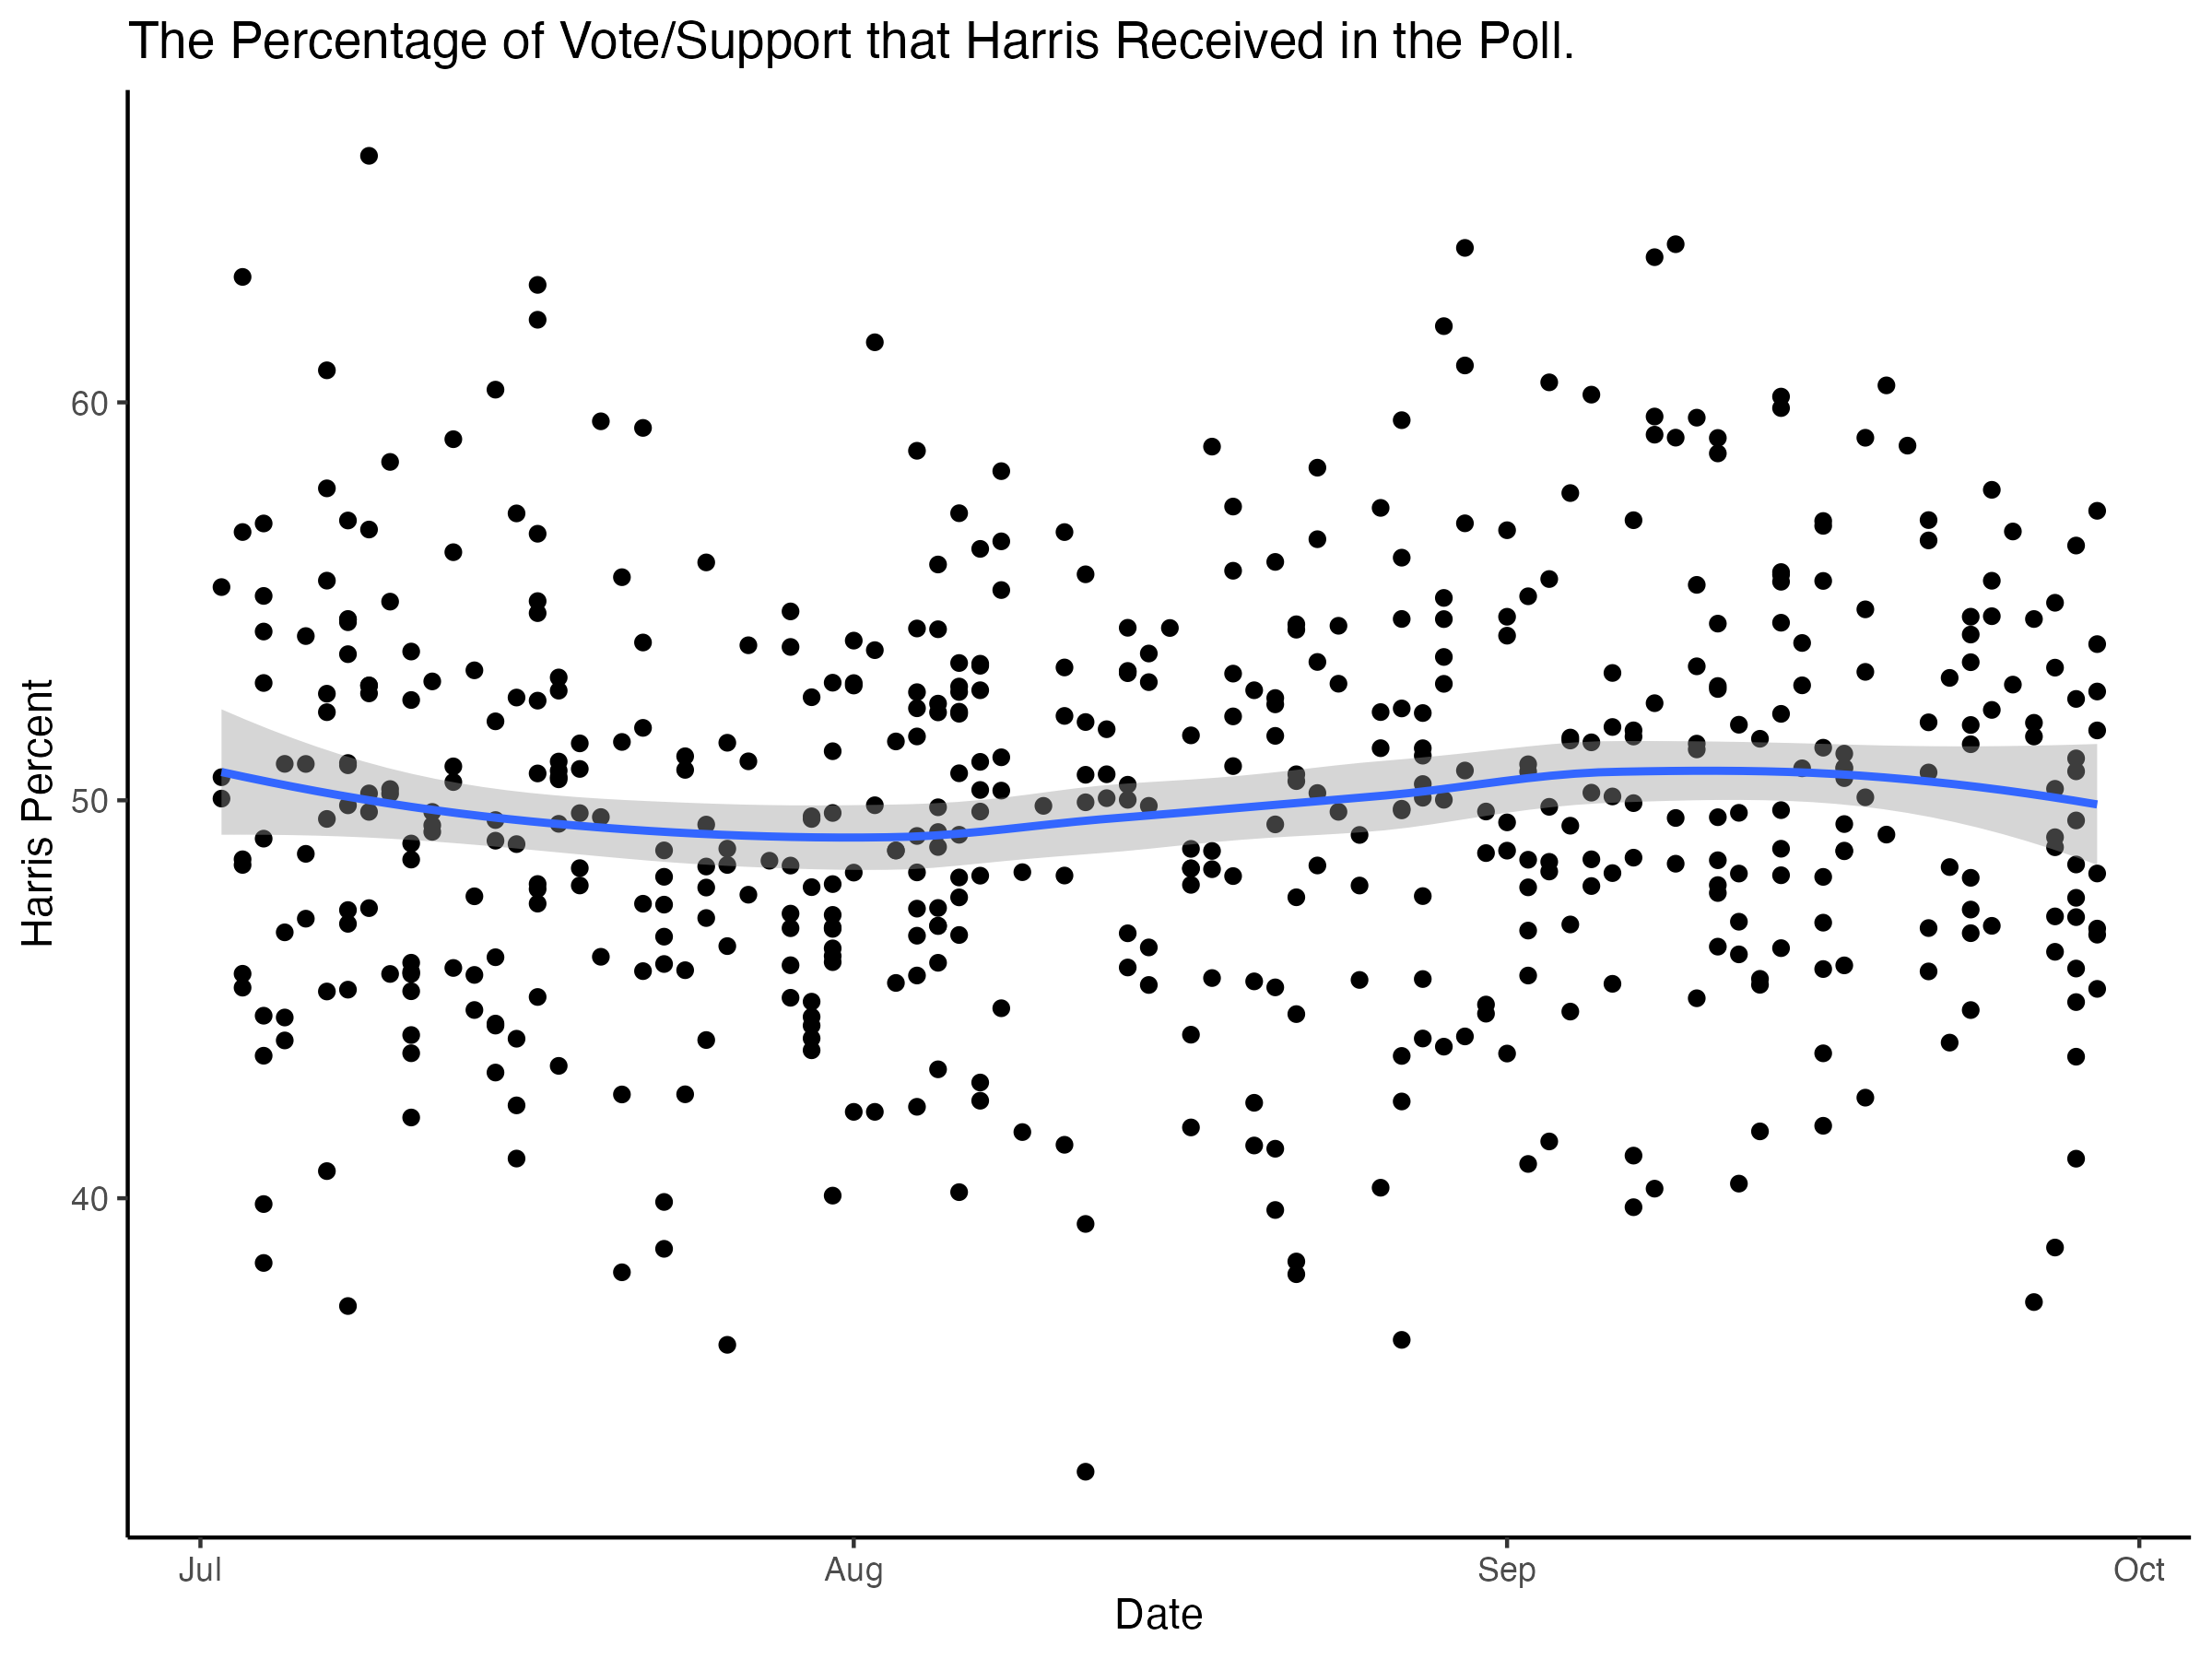 The Percentage of Vote/Support that Harris Received in the Poll.
Harris Percent
60
50
40
Jul Aug Sep Oct
Date